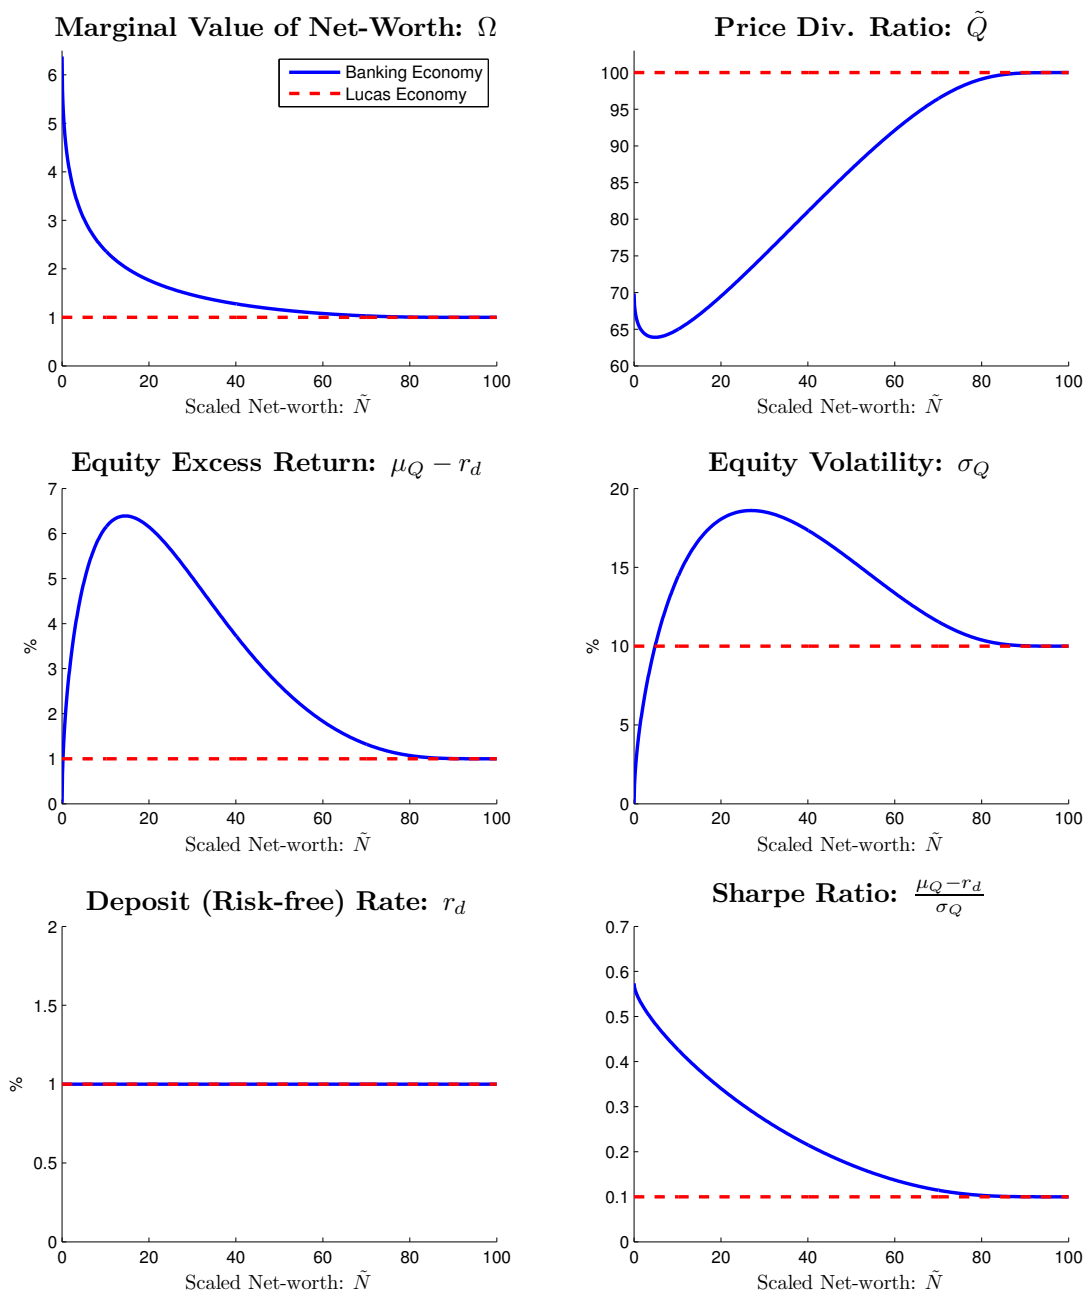 Marginal Value of Net-Worth: Ω
6
5
4
3
2
1
0
0 20 40 60 80 100
Banking Economy
Lucas Economy
Scaled Net-worth: Ñ
Price Div. Ratio: Q̃
100
95
90
85
80
75
70
65
60
0 20 40 60 80 100
Scaled Net-worth: Ñ
Equity Excess Return: μ_Q − r_d
7
6
5
4
3
2
1
0
%
0 20 40 60 80 100
Scaled Net-worth: Ñ
Equity Volatility: σ_Q
20
15
10
5
0
%
0 20 40 60 80 100
Scaled Net-worth: Ñ
Deposit (Risk-free) Rate: r_d
2
1.5
1
0.5
0
%
0 20 40 60 80 100
Scaled Net-worth: Ñ
Sharpe Ratio: (μ_Q−r_d)/σ_Q
0.7
0.6
0.5
0.4
0.3
0.2
0.1
0
0 20 40 60 80 100
Scaled Net-worth: Ñ